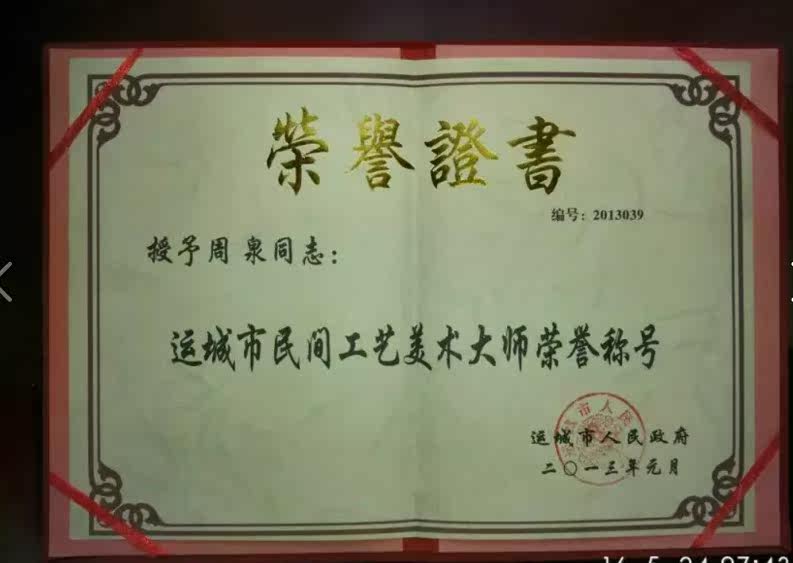 榮譽證書
编号：2013039
授予周 泉同志：
运城市民间工艺美术大师荣誉称号
运城市人民政府
二〇一三年元月